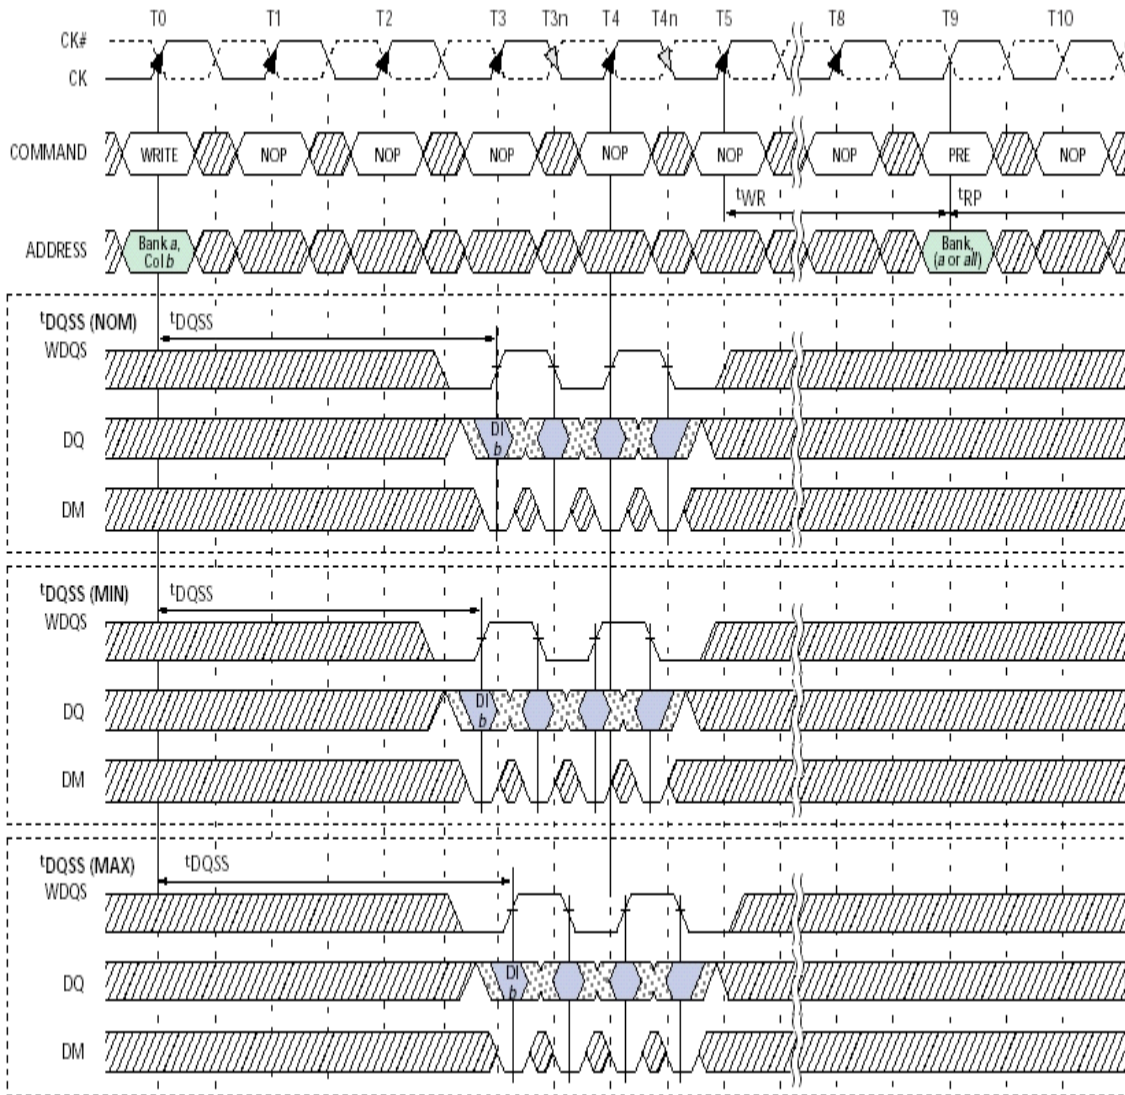 T0 T1 T2 T3 T3n T4 T4n T5 T8 T9 T10
CK#
CK
COMMAND WRITE NOP NOP NOP NOP NOP NOP PRE NOP
tWR tRP
ADDRESS Bank a, Bank,
Col b (a or all)
tDQSS (NOM) tDQSS
WDQS
DQ DI
b
DM
tDQSS (MIN) tDQSS
WDQS
DQ DI
b
DM
tDQSS (MAX) tDQSS
WDQS
DQ DI
b
DM